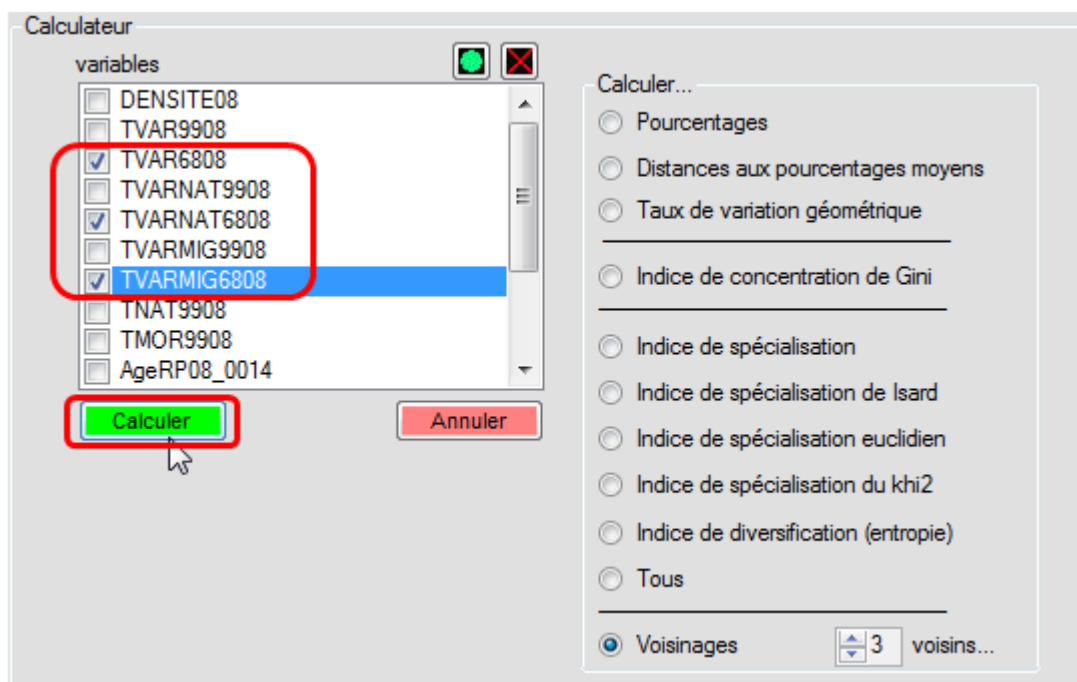 Calculateur
variables
DENSITE08
TVAR9908
TVAR6808
TVARNAT9908
TVARNAT6808
TVARMIG9908
TVARMIG6808
TNAT9908
TMOR9908
AgeRP08_0014
Calculer
Annuler
Calculer...
Pourcentages
Distances aux pourcentages moyens
Taux de variation géométrique
Indice de concentration de Gini
Indice de spécialisation
Indice de spécialisation de Isard
Indice de spécialisation euclidien
Indice de spécialisation du khi2
Indice de diversification (entropie)
Tous
Voisinages 3 voisins...